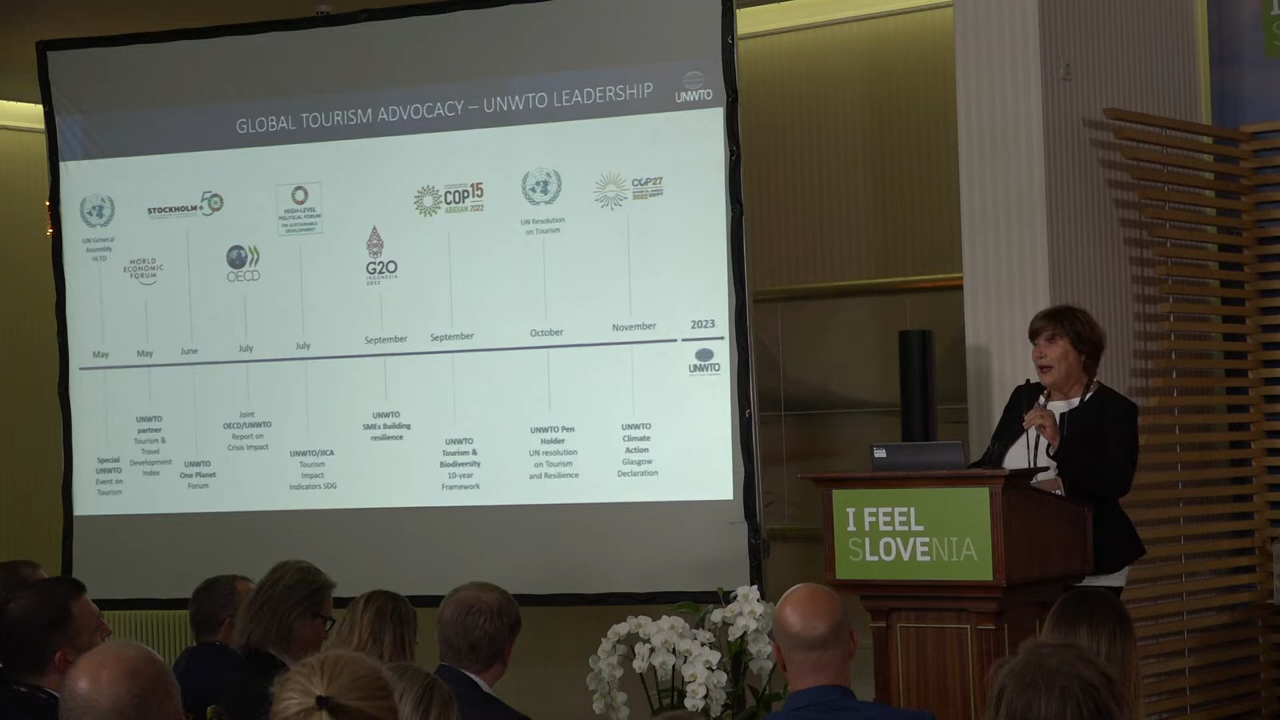 GLOBAL TOURISM ADVOCACY – UNWTO LEADERSHIP
UNWTO
UN General
Assembly
HLTD
WORLD
ECONOMIC
FORUM
STOCKHOLM+50
OECD
HIGH-LEVEL
POLITICAL FORUM
ON SUSTAINABLE
DEVELOPMENT
G20
INDONESIA
2022
COP15
ABIDJAN 2022
UN Resolution
on Tourism
COP27
May
May
June
July
July
September
September
October
November
2023
UNWTO
Special
UNWTO
Event on
Tourism
UNWTO
partner
Tourism &
Travel
Development
Index
UNWTO
One Planet
Forum
Joint
OECD/UNWTO
Report on
Crisis Impact
UNWTO/JICA
Tourism
Impact
Indicators SDG
UNWTO
SMEs Building
resilience
UNWTO
Tourism &
Biodiversity
10-year
Framework
UNWTO Pen
Holder
UN resolution
on Tourism
and Resilience
UNWTO
Climate
Action
Glasgow
Declaration
I FEEL
SLOVENIA